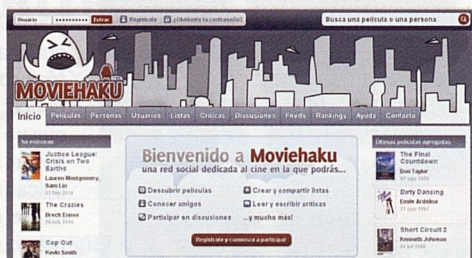 Usuario
Entrar
Regístrate
¿Olvidaste tu contraseña?
Busca una película o una persona
MOVIEHAKU
BETA
Inicio
Películas
Personas
Usuarios
Listas
Críticas
Discusiones
Feeds
Rankings
Ayuda
Contacto
Se estrenan
Justice League:
Crisis on Two
Earths
Lauren Montgomery,
Sam Liu
The Crazies
Breck Eisner
Cop Out
Kevin Smith
Bienvenido a Moviehaku
una red social dedicada al cine en la que podrás...
Descubrir películas
Crear y compartir listas
Conocer amigos
Leer y escribir críticas
Participar en discusiones
...y mucho más!
Regístrate y comienza a participar
Últimas películas agregadas
The Final
Countdown
Don Taylor
Dirty Dancing
Emile Ardolino
Short Circuit 2
Kenneth Johnson